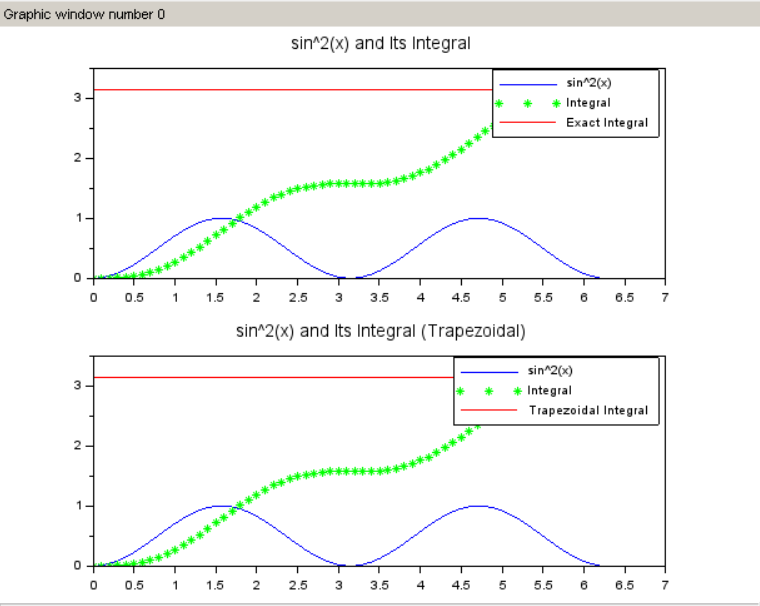 Graphic window number 0
sin^2(x) and Its Integral
sin^2(x)
Integral
Exact Integral
3
2
1
0
0 0.5 1 1.5 2 2.5 3 3.5 4 4.5 5 5.5 6 6.5 7
sin^2(x) and Its Integral (Trapezoidal)
sin^2(x)
Integral
Trapezoidal Integral
3
2
1
0
0 0.5 1 1.5 2 2.5 3 3.5 4 4.5 5 5.5 6 6.5 7